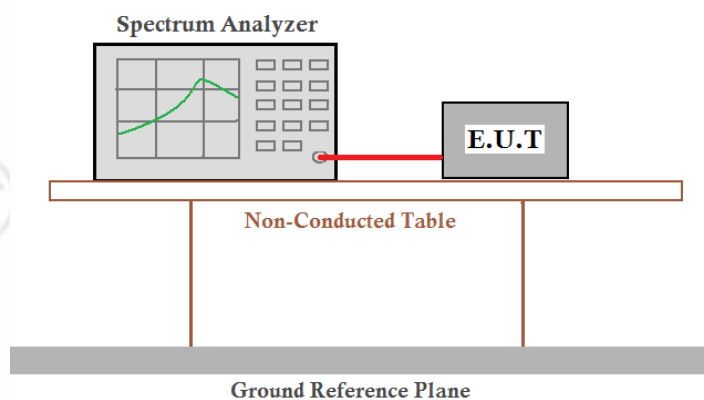 Spectrum Analyzer
E.U.T
Non-Conducted Table
Ground Reference Plane